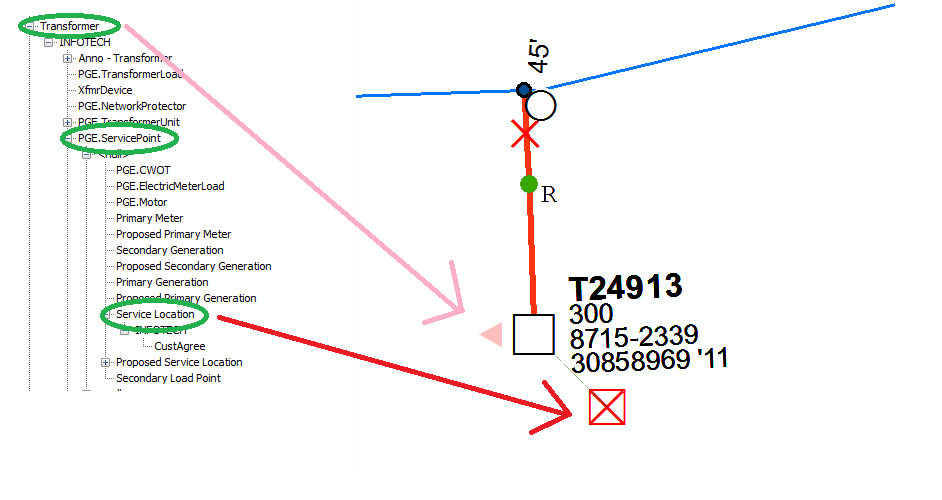 Transformer
INFOTECH
Anno - Transformer
PGE.TransformerLoad
XfmrDevice
PGE.NetworkProtector
PGE.TransformerUnit
PGE.ServicePoint
<null>
PGE.CWOT
PGE.ElectricMeterLoad
PGE.Motor
Primary Meter
Proposed Primary Meter
Secondary Generation
Proposed Secondary Generation
Primary Generation
Proposed Primary Generation
Service Location
INFOTECH
CustAgree
Proposed Service Location
Secondary Load Point
45'
R
T24913
300
8715-2339
30858969 '11